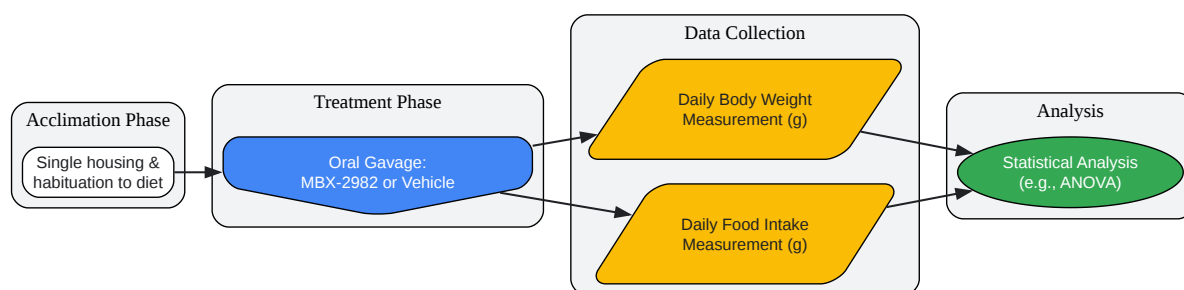 Acclimation Phase
Single housing &
habituation to diet
Treatment Phase
Oral Gavage:
MBX-2982 or Vehicle
Data Collection
Daily Body Weight
Measurement (g)
Daily Food Intake
Measurement (g)
Analysis
Statistical Analysis
(e.g., ANOVA)